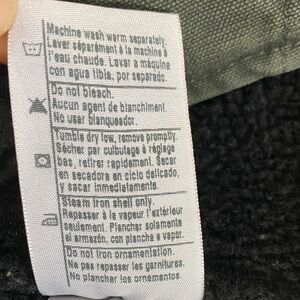 Machine wash warm separately.
Laver séparément à la machine à
l'eau chaude. Lavar a máquina
con agua tibia, por separado.
Do not bleach.
Aucun agent de blanchiment.
No usar blanqueador.
Tumble dry low, remove promptly.
Sécher par culbutage à réglage
bas, retirer rapidement. Secar
en secadora en ciclo delicado,
y sacar inmediatamente.
Steam iron shell only.
Repasser à la vapeur l'extérieur
seulement. Planchar solamente
el armazón, con plancha a vapor.
Do not iron ornamentation.
Ne pas repasser les garnitures.
No planchar los ornamentos.